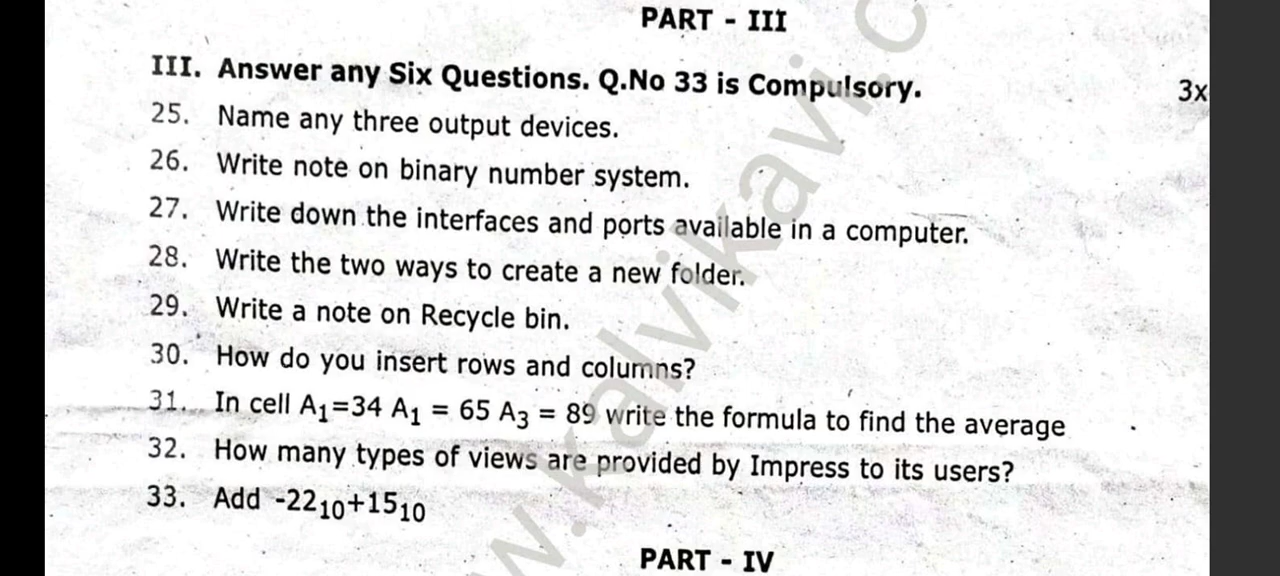 PART - III
III. Answer any Six Questions. Q.No 33 is Compulsory. 3x
25. Name any three output devices.
26. Write note on binary number system.
27. Write down the interfaces and ports available in a computer.
28. Write the two ways to create a new folder.
29. Write a note on Recycle bin.
30. How do you insert rows and columns?
31. In cell A₁=34 A₁ = 65 A₃ = 89 write the formula to find the average
32. How many types of views are provided by Impress to its users?
33. Add -22₁₀+15₁₀
PART - IV
w.kalvikavi.c